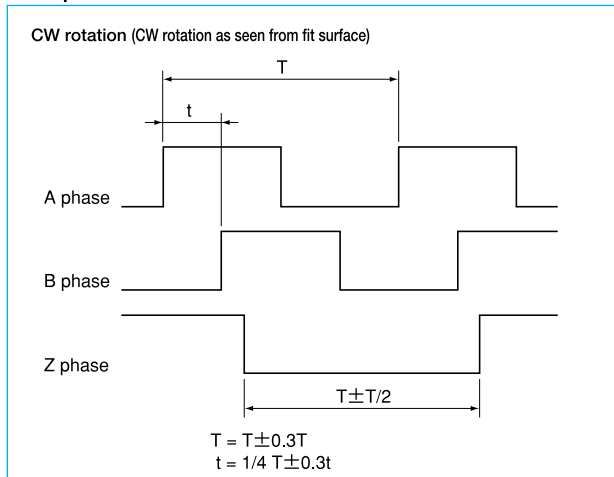 CW rotation (CW rotation as seen from fit surface)
T
t
A phase
B phase
Z phase
T±T/2
T = T±0.3T
t = 1/4 T±0.3t